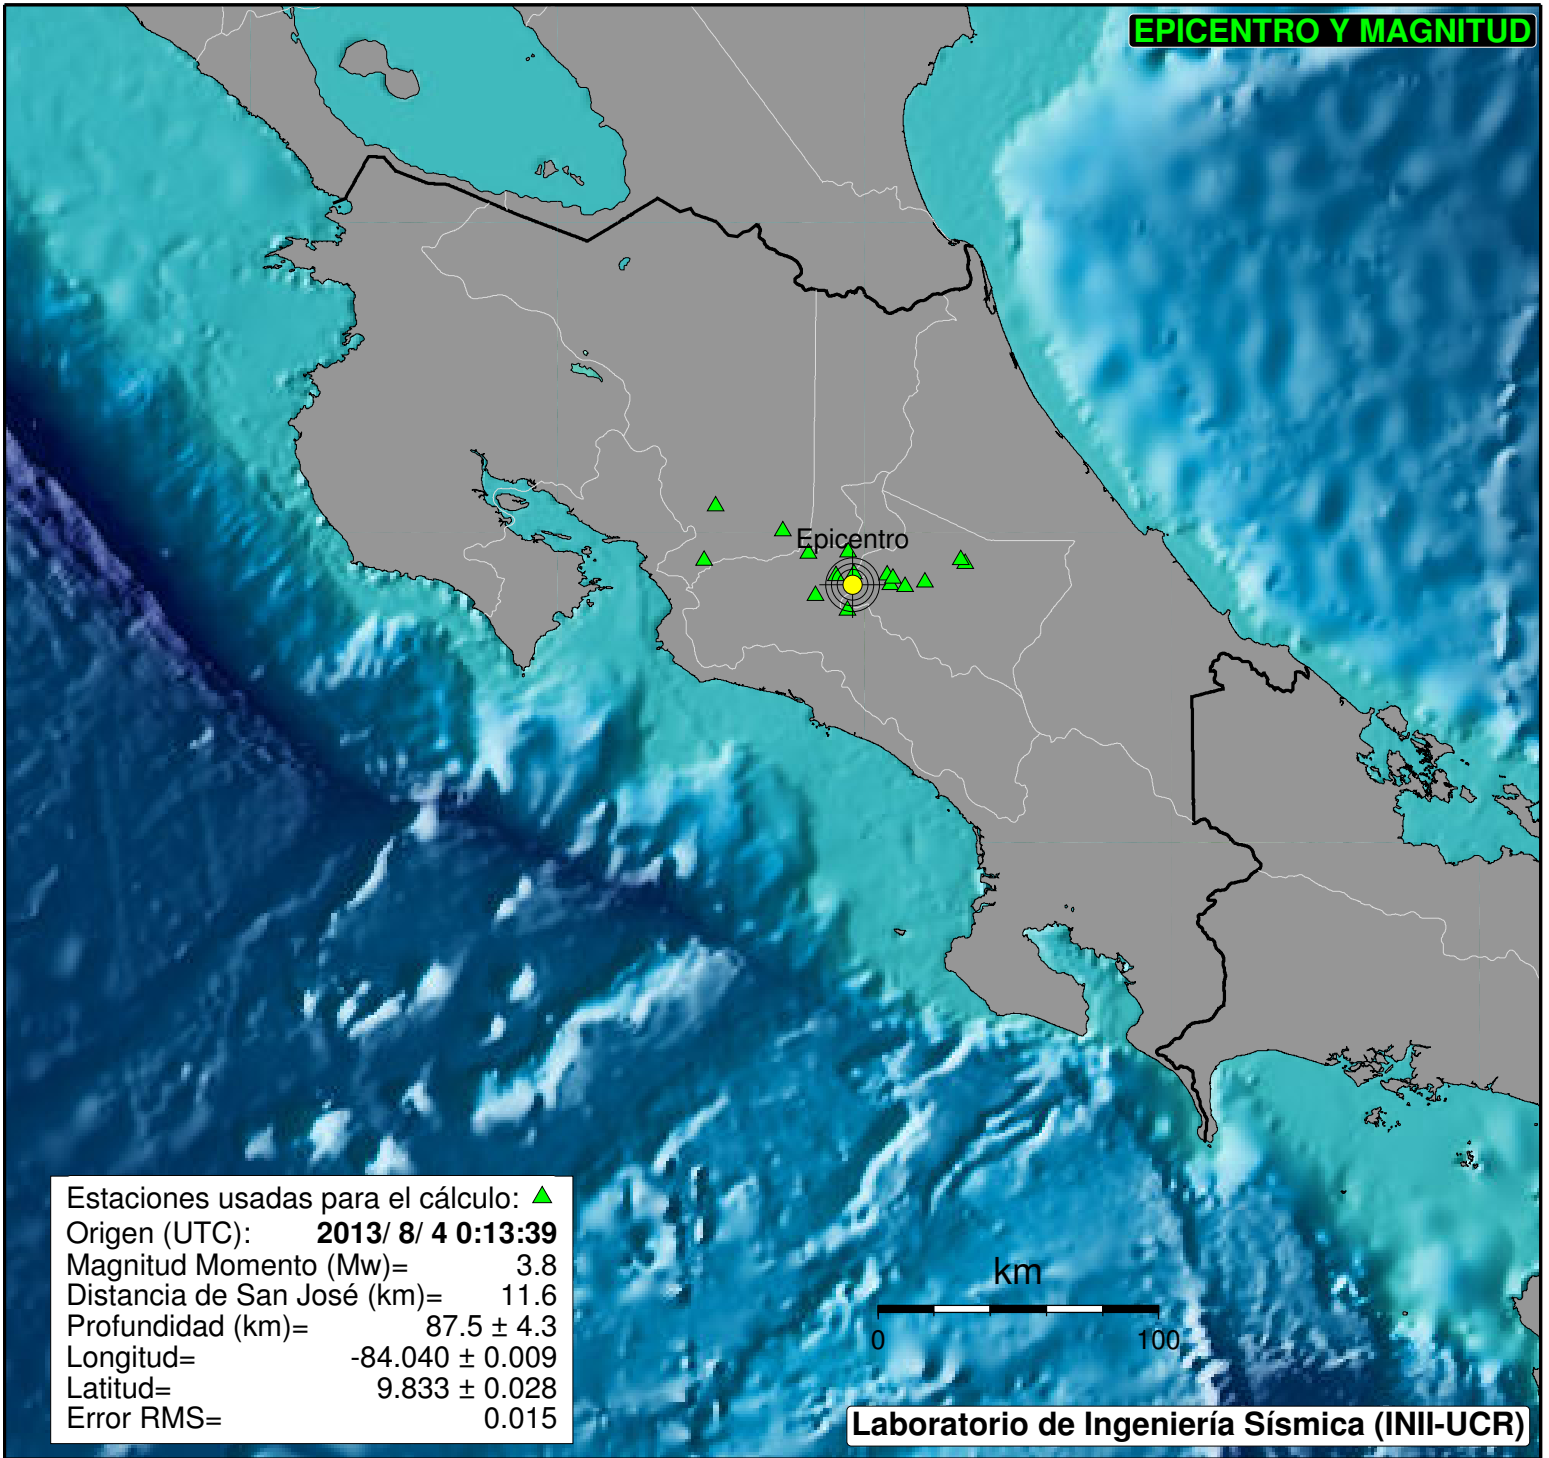 EPICENTRO Y MAGNITUD
Epicentro
Estaciones usadas para el cálculo:
Origen (UTC): 2013/ 8/ 4 0:13:39
Magnitud Momento (Mw)= 3.8
Distancia de San José (km)= 11.6
Profundidad (km)= 87.5 ± 4.3
Longitud= -84.040 ± 0.009
Latitud= 9.833 ± 0.028
Error RMS= 0.015
km
0 100
Laboratorio de Ingeniería Sísmica (INII-UCR)